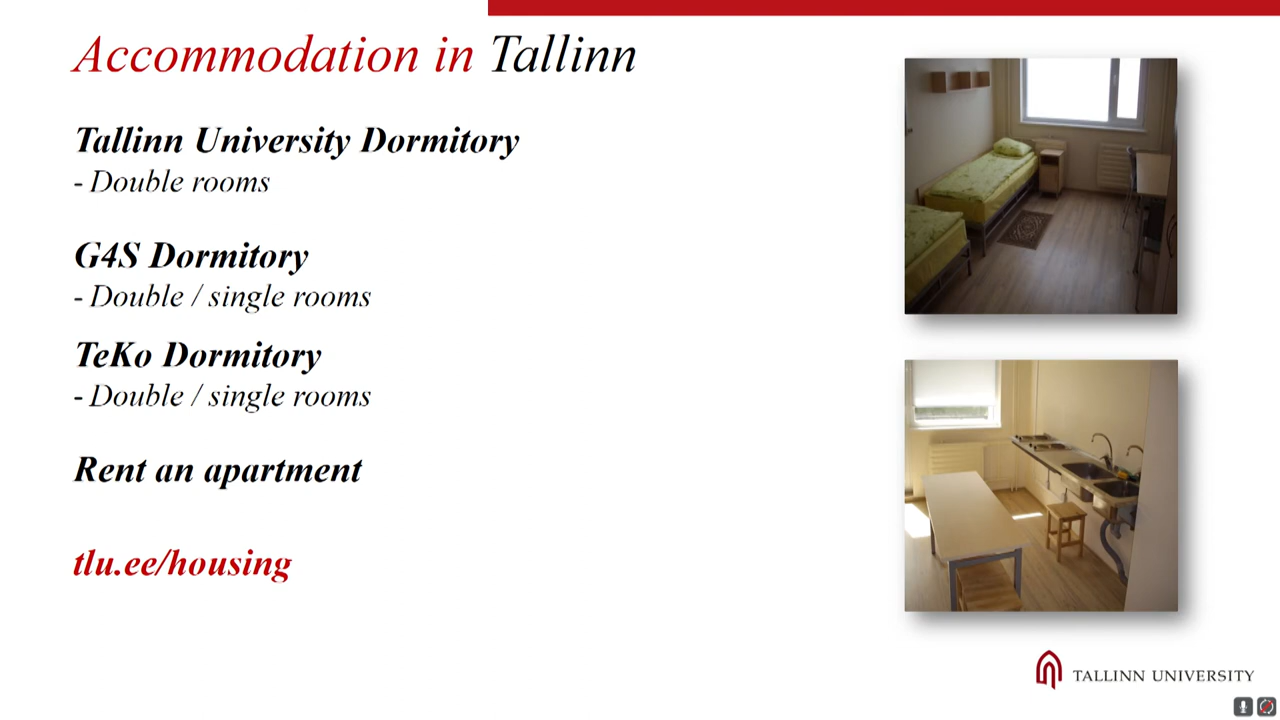 Accommodation in Tallinn
Tallinn University Dormitory
- Double rooms
G4S Dormitory
- Double / single rooms
TeKo Dormitory
- Double / single rooms
Rent an apartment
tlu.ee/housing
TALLINN UNIVERSITY